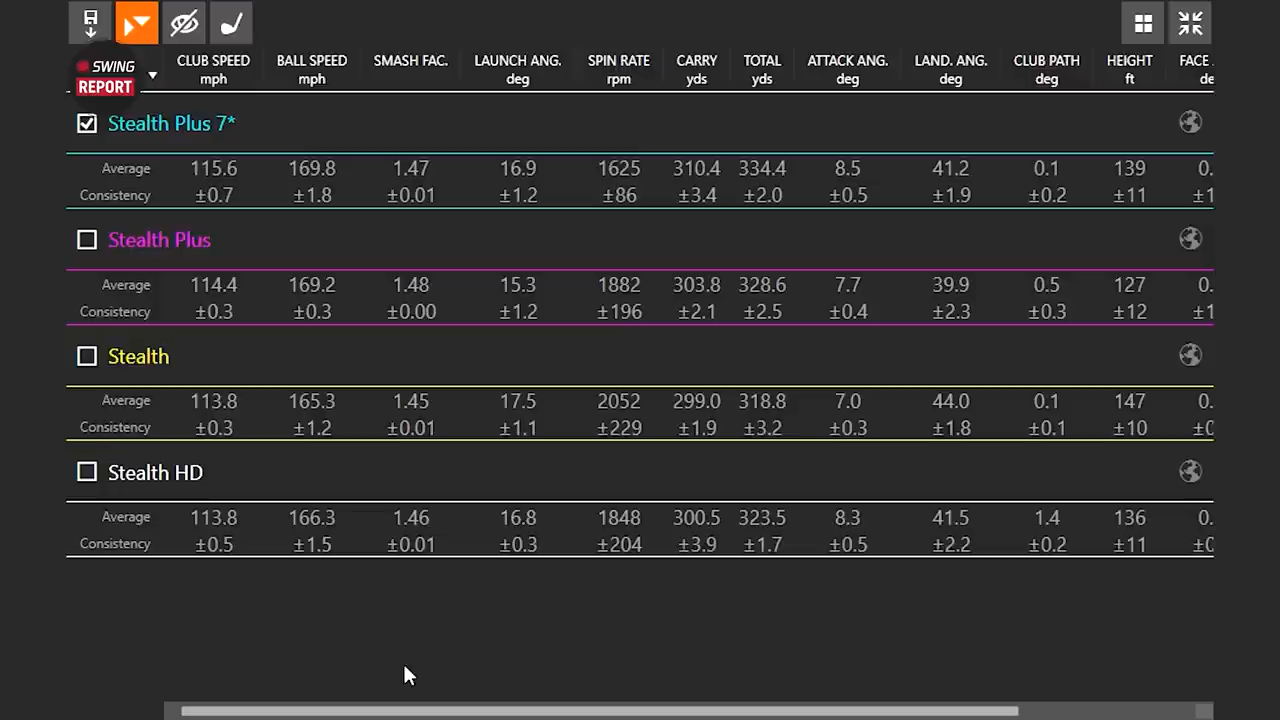 SWING
REPORT
CLUB SPEED BALL SPEED SMASH FAC. LAUNCH ANG. SPIN RATE CARRY TOTAL ATTACK ANG. LAND. ANG. CLUB PATH HEIGHT FACE
mph mph deg rpm yds yds deg deg deg ft
Stealth Plus 7*
Average 115.6 169.8 1.47 16.9 1625 310.4 334.4 8.5 41.2 0.1 139 0.
Consistency ±0.7 ±1.8 ±0.01 ±1.2 ±86 ±3.4 ±2.0 ±0.5 ±1.9 ±0.2 ±11 ±1
Stealth Plus
Average 114.4 169.2 1.48 15.3 1882 303.8 328.6 7.7 39.9 0.5 127 0.
Consistency ±0.3 ±0.3 ±0.00 ±1.2 ±196 ±2.1 ±2.5 ±0.4 ±2.3 ±0.3 ±12 ±1
Stealth
Average 113.8 165.3 1.45 17.5 2052 299.0 318.8 7.0 44.0 0.1 147 0.
Consistency ±0.3 ±1.2 ±0.01 ±1.1 ±229 ±1.9 ±3.2 ±0.3 ±1.8 ±0.1 ±10 ±0
Stealth HD
Average 113.8 166.3 1.46 16.8 1848 300.5 323.5 8.3 41.5 1.4 136 0.
Consistency ±0.5 ±1.5 ±0.01 ±0.3 ±204 ±3.9 ±1.7 ±0.5 ±2.2 ±0.2 ±11 ±0